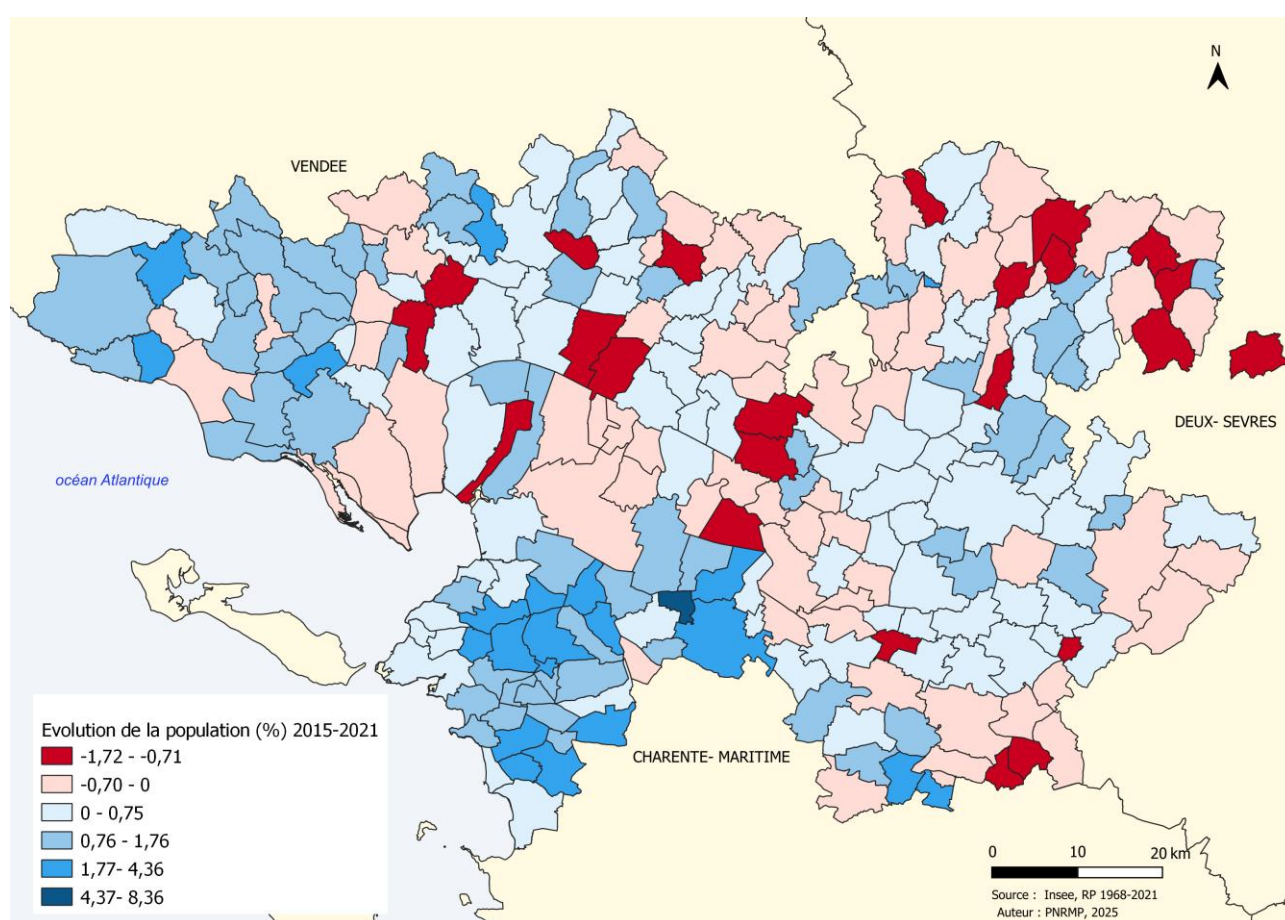 N
VENDEE
DEUX- SEVRES
océan Atlantique
CHARENTE- MARITIME
Evolution de la population (%) 2015-2021
-1,72 - -0,71
-0,70 - 0
0 - 0,75
0,76 - 1,76
1,77- 4,36
4,37- 8,36
0 10 20 km
Source : Insee, RP 1968-2021
Auteur : PNRMP, 2025